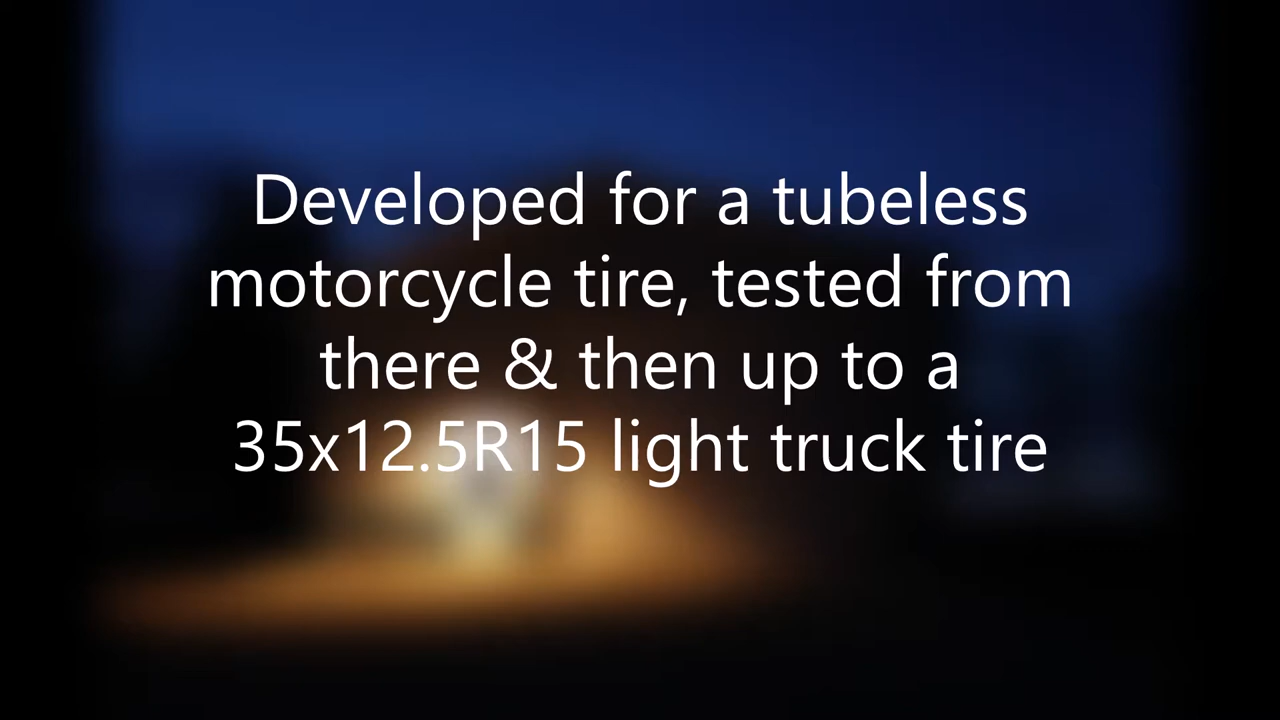 Developed for a tubeless
motorcycle tire, tested from
there & then up to a
35x12.5R15 light truck tire